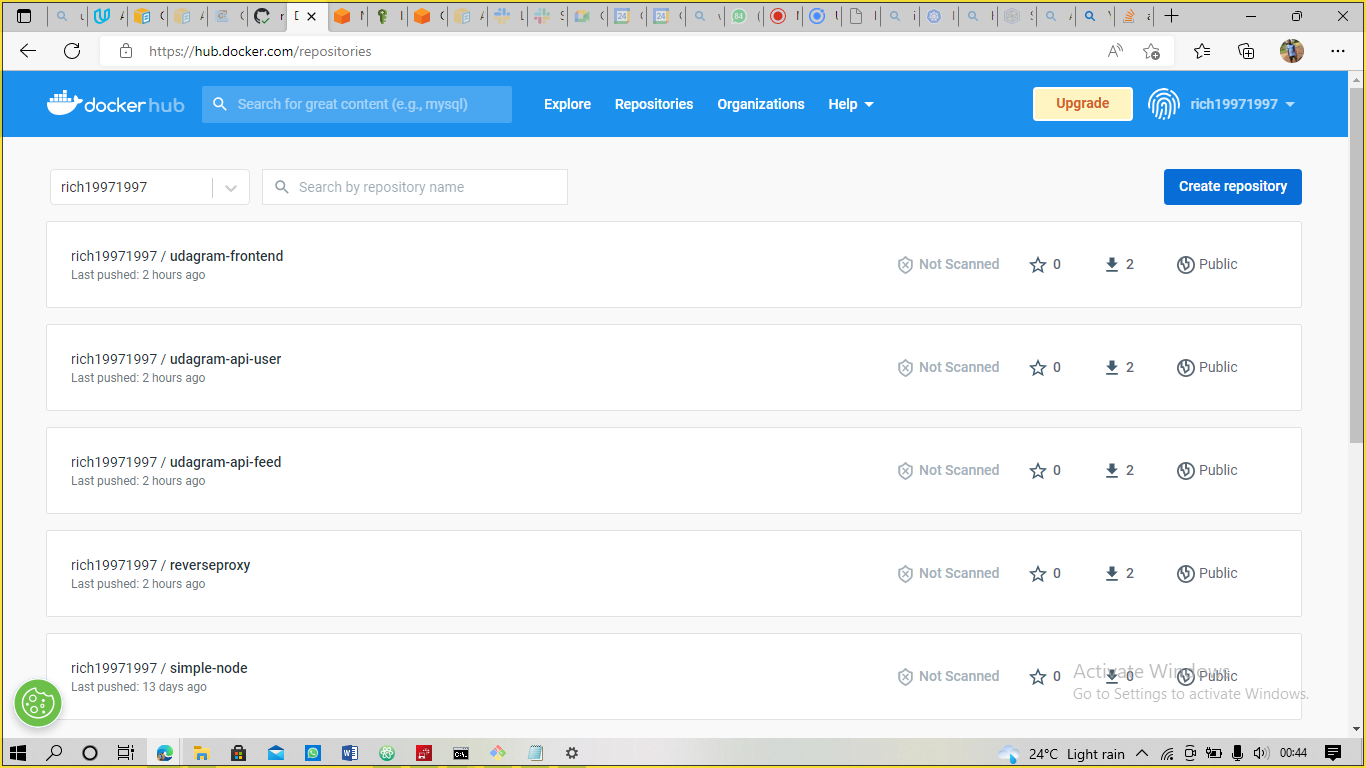 https://hub.docker.com/repositories
docker hub
Search for great content (e.g., mysql)
Explore
Repositories
Organizations
Help
Upgrade
rich19971997
rich19971997
Search by repository name
Create repository
rich19971997 / udagram-frontend
Last pushed: 2 hours ago
Not Scanned
0
2
Public
rich19971997 / udagram-api-user
Last pushed: 2 hours ago
Not Scanned
0
2
Public
rich19971997 / udagram-api-feed
Last pushed: 2 hours ago
Not Scanned
0
2
Public
rich19971997 / reverseproxy
Last pushed: 2 hours ago
Not Scanned
0
2
Public
rich19971997 / simple-node
Last pushed: 13 days ago
Not Scanned
0
0
Public
Activate Windows
Go to Settings to activate Windows.
24°C Light rain
00:44